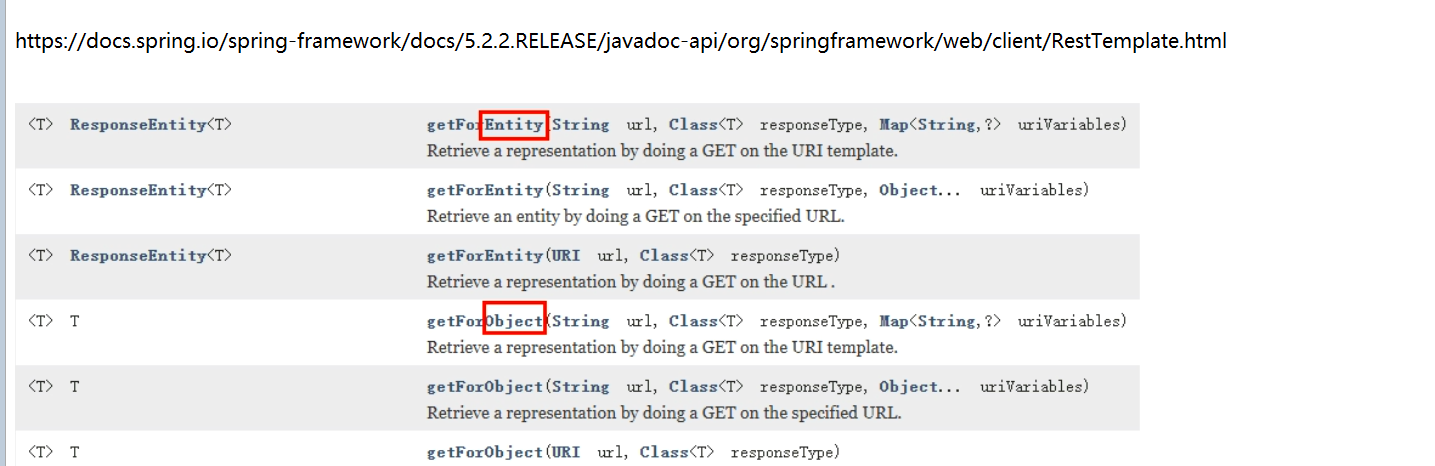 https://docs.spring.io/spring-framework/docs/5.2.2.RELEASE/javadoc-api/org/springframework/web/client/RestTemplate.html
<T> ResponseEntity<T> getForEntity(String url, Class<T> responseType, Map<String,?> uriVariables)
Retrieve a representation by doing a GET on the URI template.
<T> ResponseEntity<T> getForEntity(String url, Class<T> responseType, Object... uriVariables)
Retrieve an entity by doing a GET on the specified URL.
<T> ResponseEntity<T> getForEntity(URI url, Class<T> responseType)
Retrieve a representation by doing a GET on the URL .
<T> T getForObject(String url, Class<T> responseType, Map<String,?> uriVariables)
Retrieve a representation by doing a GET on the URI template.
<T> T getForObject(String url, Class<T> responseType, Object... uriVariables)
Retrieve a representation by doing a GET on the specified URL.
<T> T getForObject(URI url, Class<T> responseType)